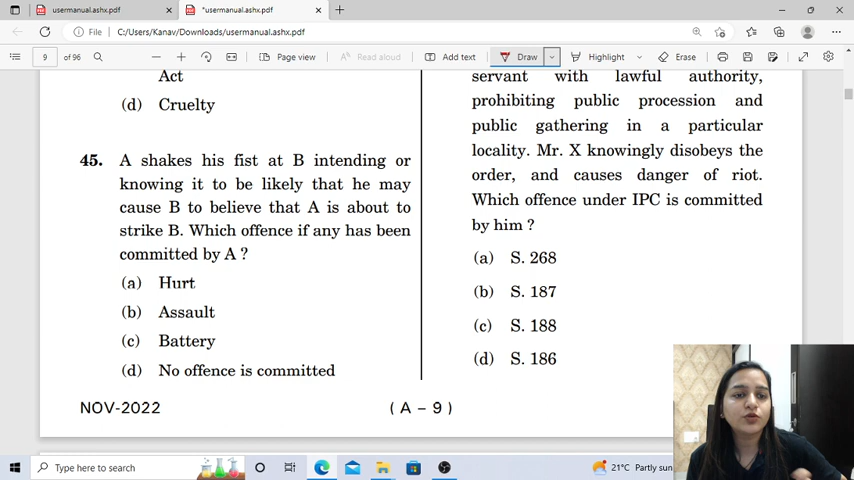 usermanual.ashx.pdf
*usermanual.ashx.pdf
File
C:/Users/Kanav/Downloads/usermanual.ashx.pdf
9 of 96
Page view
Read aloud
Add text
Draw
Highlight
Erase
Act
(d) Cruelty
45. A shakes his fist at B intending or
knowing it to be likely that he may
cause B to believe that A is about to
strike B. Which offence if any has been
committed by A ?
(a) Hurt
(b) Assault
(c) Battery
(d) No offence is committed
servant with lawful authority,
prohibiting public procession and
public gathering in a particular
locality. Mr. X knowingly disobeys the
order, and causes danger of riot.
Which offence under IPC is committed
by him ?
(a) S. 268
(b) S. 187
(c) S. 188
(d) S. 186
NOV-2022
( A – 9 )
Type here to search
21°C Partly sun